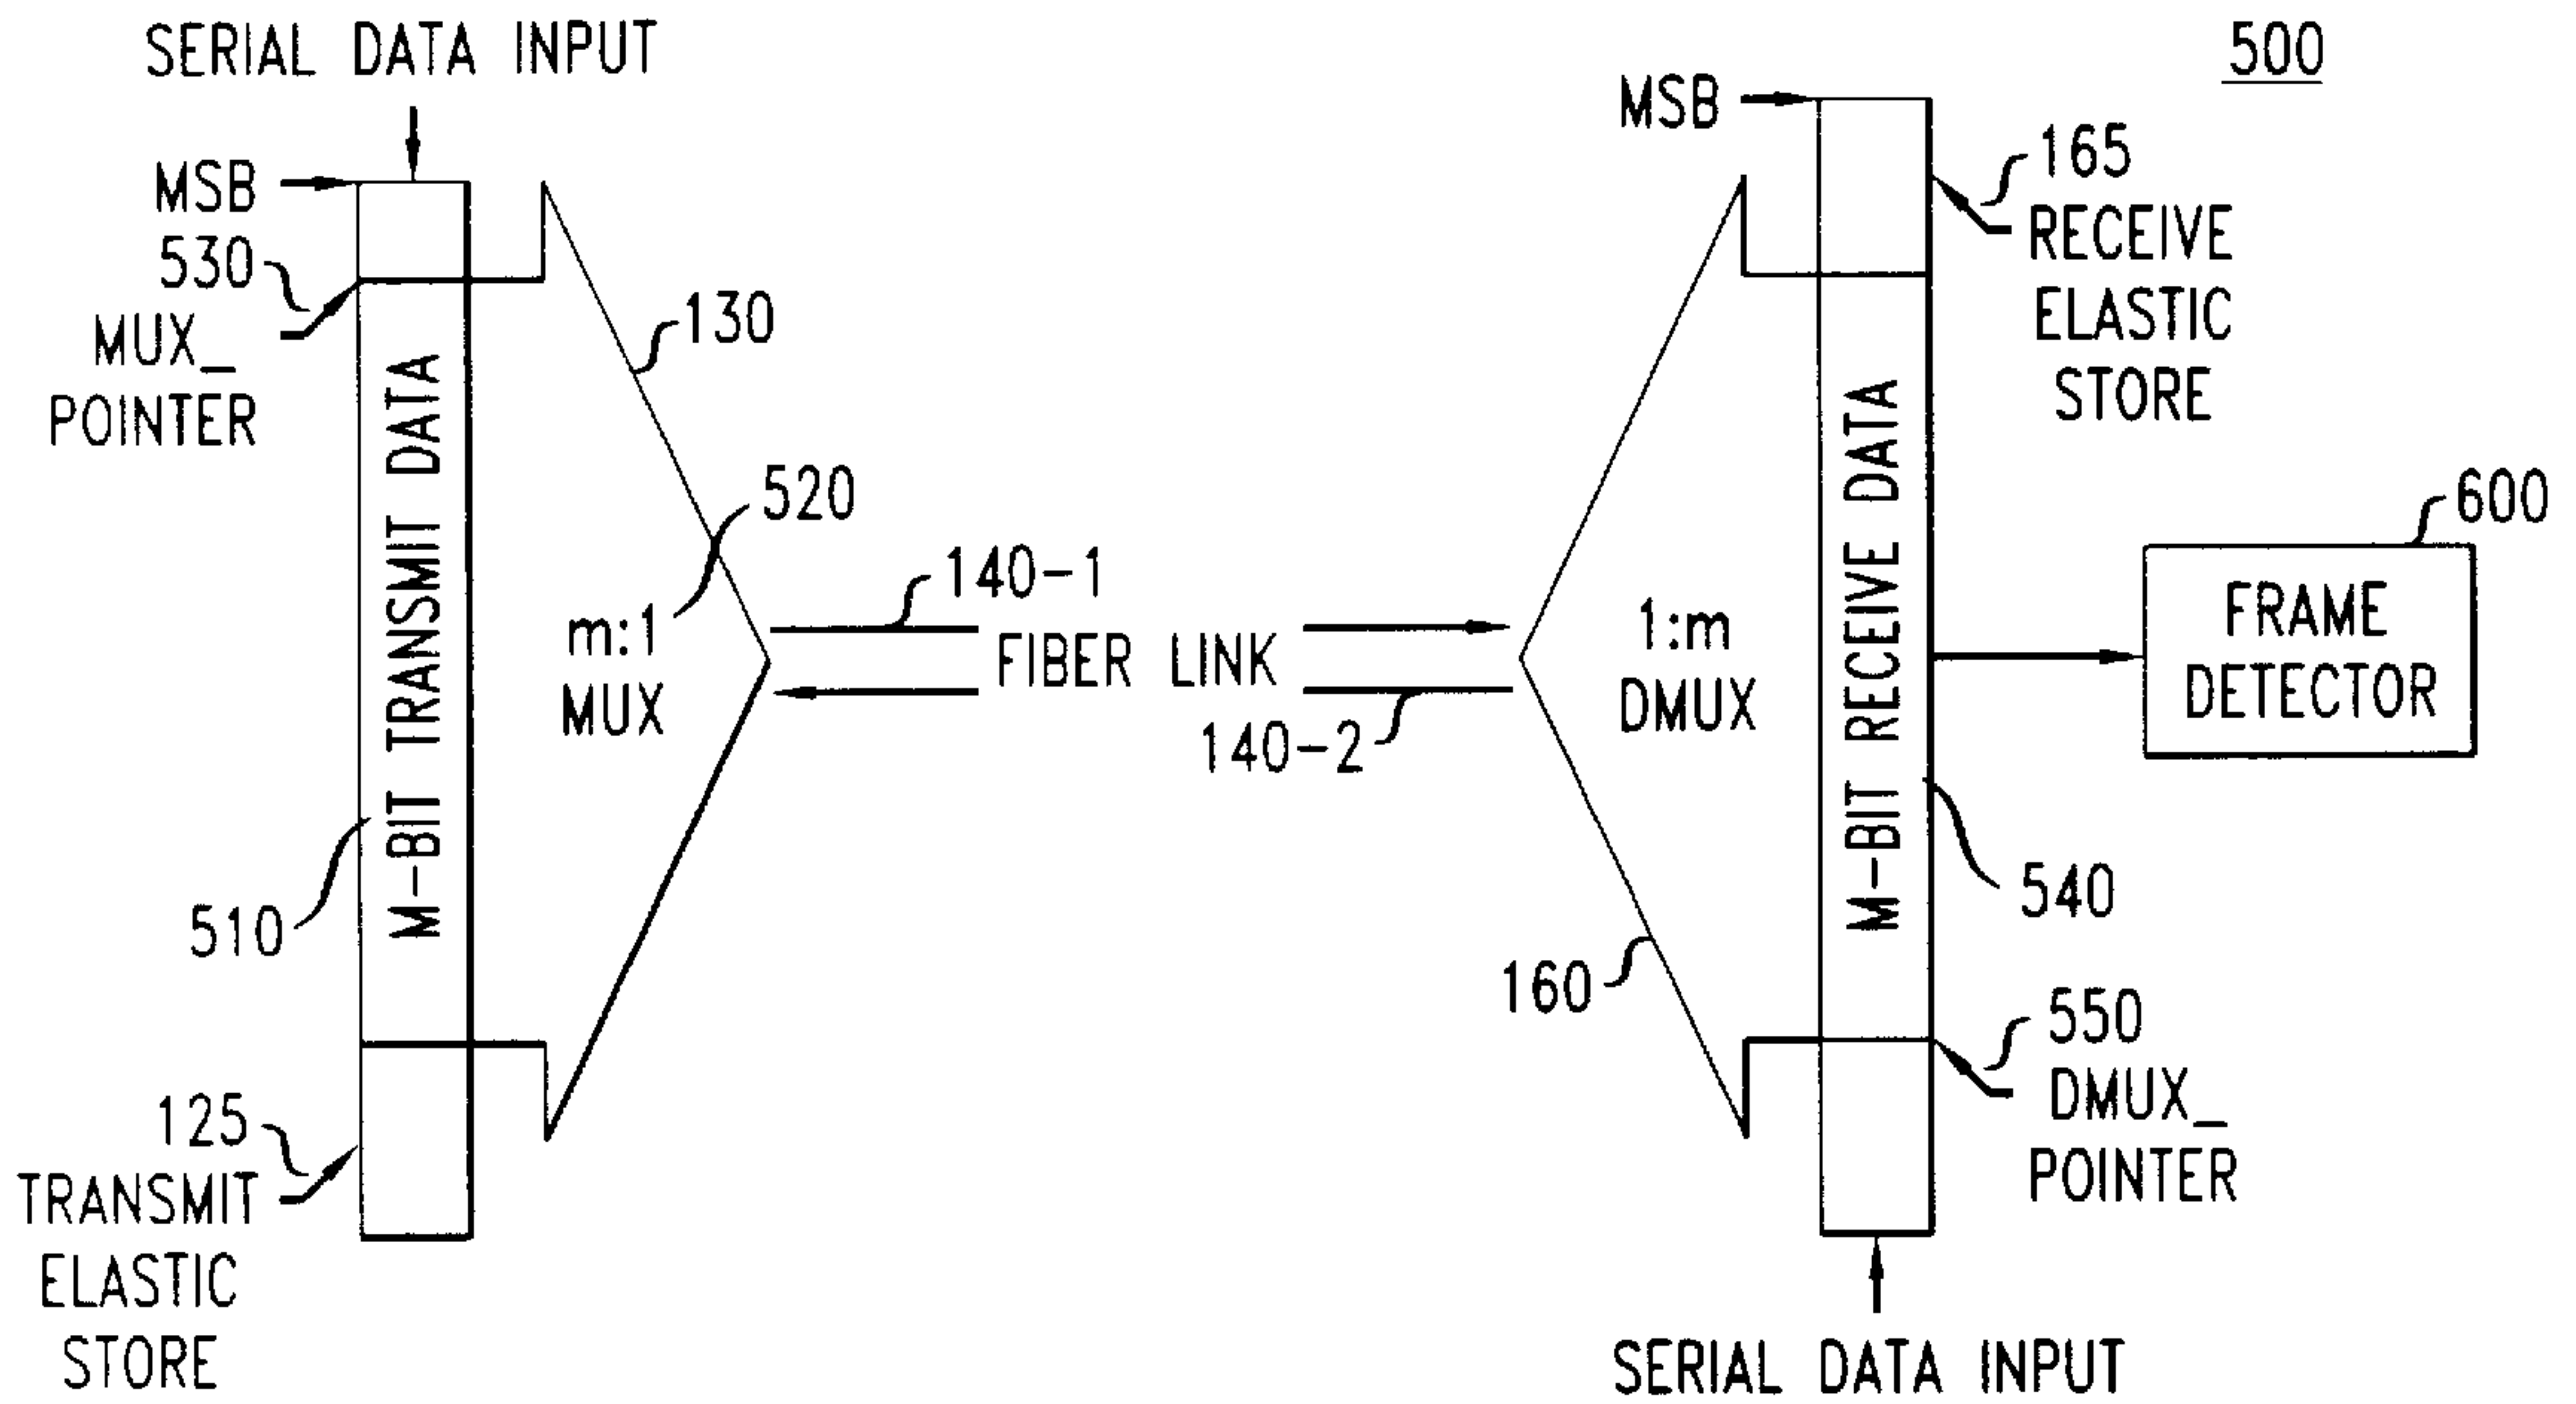 SERIAL DATA INPUT
MSB
530
MUX_
POINTER
M-BIT TRANSMIT DATA
510
125
TRANSMIT
ELASTIC
STORE
130
520
m:1
MUX
140-1
FIBER LINK
140-2
500
MSB
165
RECEIVE
ELASTIC
STORE
1:m
DMUX
M-BIT RECEIVE DATA
600
FRAME
DETECTOR
540
160
550
DMUX_
POINTER
SERIAL DATA INPUT